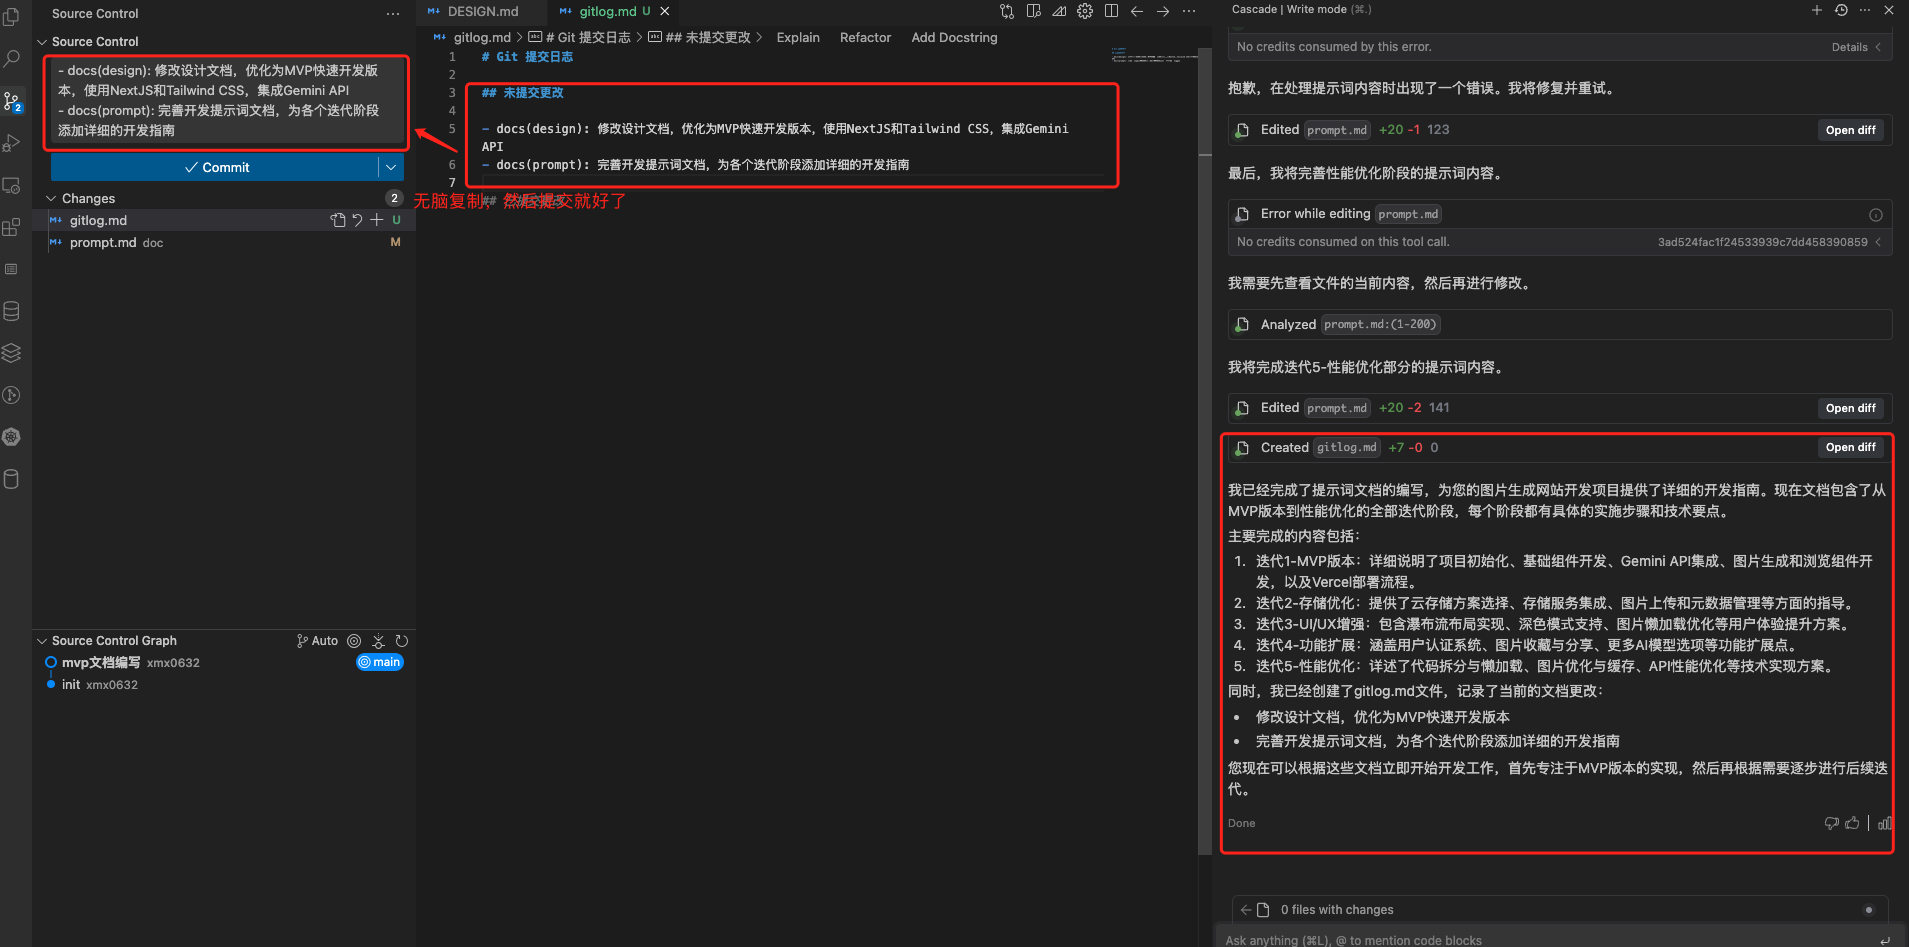 Source Control
Source Control
- docs(design): 修改设计文档，优化为MVP快速开发版
本，使用NextJS和Tailwind CSS，集成Gemini API
- docs(prompt): 完善开发提示词文档，为各个迭代阶段
添加详细的开发指南
Commit
Changes
2
gitlog.md
U
prompt.md doc
M
2
Source Control Graph
Auto
mvp文档编写 xmx0632
main
init xmx0632
DESIGN.md
gitlog.md U
gitlog.md > # Git 提交日志 > ## 未提交更改 > Explain Refactor Add Docstring
1 # Git 提交日志
2
3 ## 未提交更改
4
5 - docs(design): 修改设计文档，优化为MVP快速开发版本，使用NextJS和Tailwind CSS，集成Gemini
API
6 - docs(prompt): 完善开发提示词文档，为各个迭代阶段添加详细的开发指南
7
无脑复制，然后提交就好了
Cascade | Write mode (⌘.)
No credits consumed by this error.
Details
抱歉，在处理提示词内容时出现了一个错误。我将修复并重试。
Edited prompt.md +20 -1 123
Open diff
最后，我将完善性能优化阶段的提示词内容。
Error while editing prompt.md
No credits consumed on this tool call.
3ad524fac1f24533939c7dd458390859
我需要先查看文件的当前内容，然后再进行修改。
Analyzed prompt.md:(1-200)
我将完成迭代5-性能优化部分的提示词内容。
Edited prompt.md +20 -2 141
Open diff
Created gitlog.md +7 -0 0
Open diff
我已经完成了提示词文档的编写，为您的图片生成网站开发项目提供了详细的开发指南。现在文档包含了从
MVP版本到性能优化的全部迭代阶段，每个阶段都有具体的实施步骤和技术要点。
主要完成的内容包括：
1. 迭代1-MVP版本：详细说明了项目初始化、基础组件开发、Gemini API集成、图片生成和浏览组件开
发，以及Vercel部署流程。
2. 迭代2-存储优化：提供了云存储方案选择、存储服务集成、图片上传和元数据管理等方面的指导。
3. 迭代3-UI/UX增强：包含瀑布流布局实现、深色模式支持、图片懒加载优化等用户体验提升方案。
4. 迭代4-功能扩展：涵盖用户认证系统、图片收藏与分享、更多AI模型选项等功能扩展点。
5. 迭代5-性能优化：详述了代码拆分与懒加载、图片优化与缓存、API性能优化等技术实现方案。
同时，我已经创建了gitlog.md文件，记录了当前的文档更改：
• 修改设计文档，优化为MVP快速开发版本
• 完善开发提示词文档，为各个迭代阶段添加详细的开发指南
您现在可以根据这些文档立即开始开发工作，首先专注于MVP版本的实现，然后再根据需要逐步进行后续迭
代。
Done
0 files with changes
Ask anything (⌘L), @ to mention code blocks